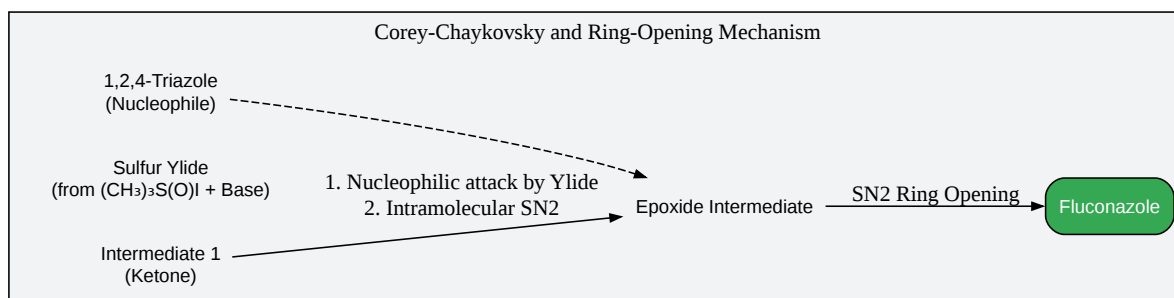 Corey-Chaykovsky and Ring-Opening Mechanism
1,2,4-Triazole
(Nucleophile)
Sulfur Ylide
(from (CH₃)₃S(O)I + Base)
1. Nucleophilic attack by Ylide
2. Intramolecular SN2
Epoxide Intermediate
SN2 Ring Opening
Fluconazole
Intermediate 1
(Ketone)